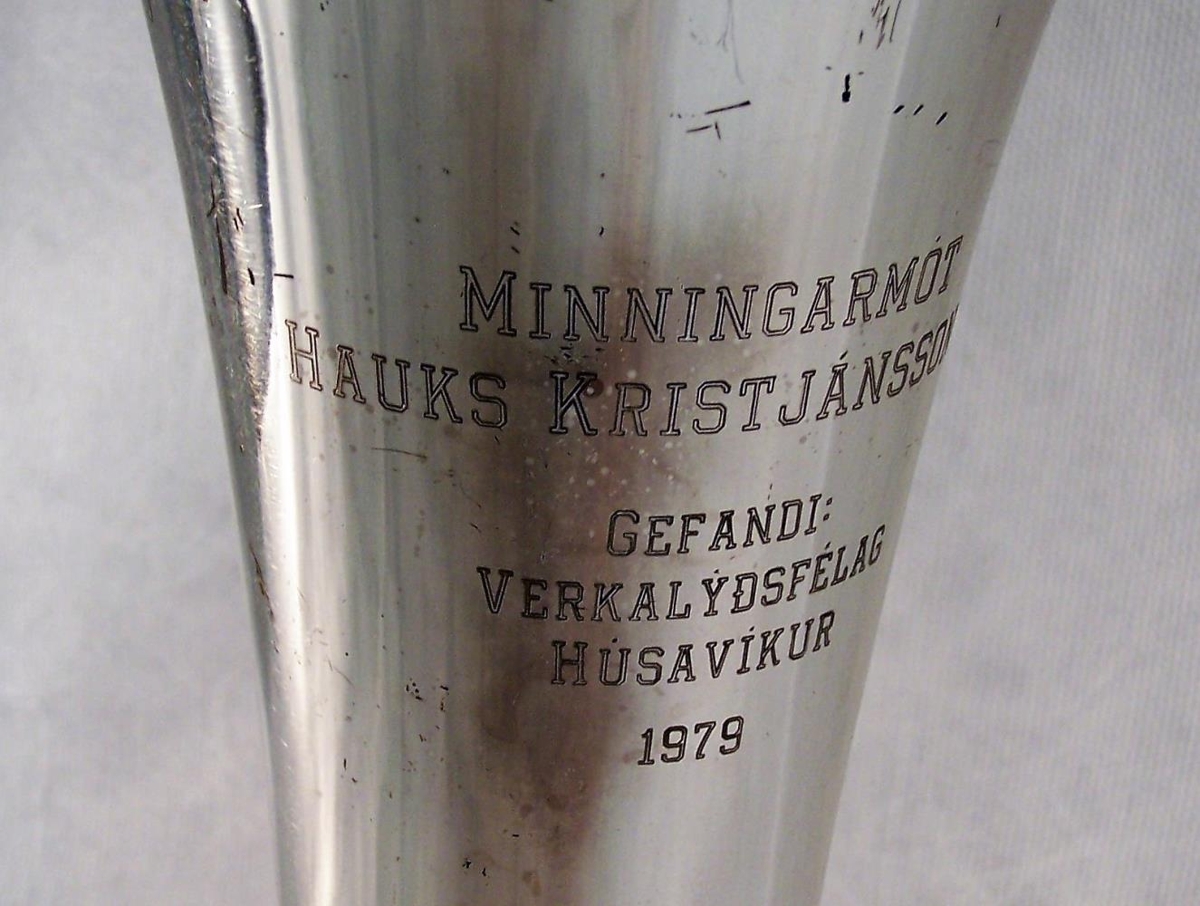 MINNINGARMÓT
HAUKS KRISTJÁNSSON
GEFANDI:
VERKALÝÐSFÉLAG
HÚSAVÍKUR
1979